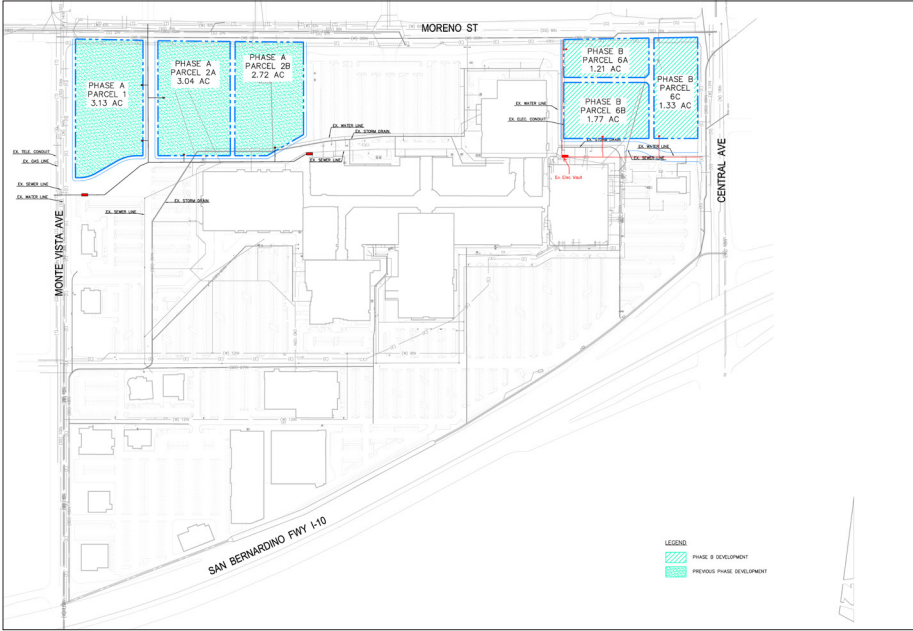 MORENO ST
PHASE A
PARCEL 1
3.13 AC
PHASE A
PARCEL 2A
3.04 AC
PHASE A
PARCEL 2B
2.72 AC
PHASE B
PARCEL 6A
1.21 AC
PHASE B
PARCEL 6B
1.77 AC
PHASE B
PARCEL
6C
1.33 AC
EX. WATER LINE
EX. ELEC. CONDUIT
EX. WATER LINE
EX. STORM DRAIN
EX. SEWER LINE
EX. STORM DRAIN
EX. WATER LINE
EX. SEWER LINE
Ex. Elec Vault
EX. TELE. CONDUIT
EX. GAS LINE
EX. SEWER LINE
EX. WATER LINE
EX. STORM DRAIN
EX. SEWER LINE
MONTE VISTA AVE
CENTRAL AVE
SAN BERNARDINO FWY I-10
LEGEND
PHASE B DEVELOPMENT
PREVIOUS PHASE DEVELOPMENT